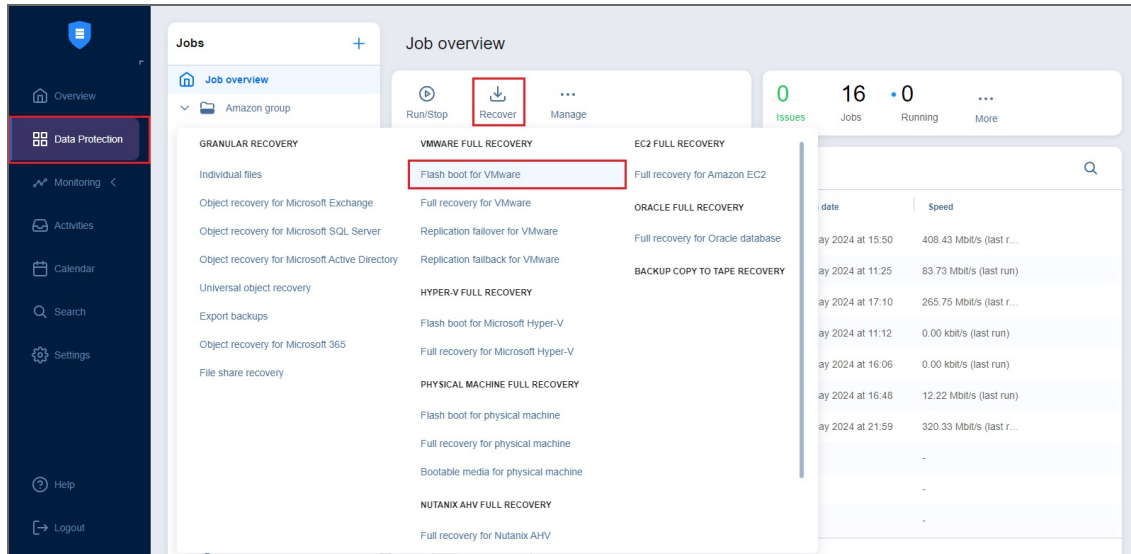 Overview
Data Protection
Monitoring
Activities
Calendar
Search
Settings
Help
Logout
Jobs
+
Job overview
Amazon group
Job overview
Run/Stop
Recover
Manage
0
Issues
16
Jobs
0
Running
More
GRANULAR RECOVERY
Individual files
Object recovery for Microsoft Exchange
Object recovery for Microsoft SQL Server
Object recovery for Microsoft Active Directory
Universal object recovery
Export backups
Object recovery for Microsoft 365
File share recovery
VMWARE FULL RECOVERY
Flash boot for VMware
Full recovery for VMware
Replication failover for VMware
Replication failback for VMware
HYPER-V FULL RECOVERY
Flash boot for Microsoft Hyper-V
Full recovery for Microsoft Hyper-V
PHYSICAL MACHINE FULL RECOVERY
Flash boot for physical machine
Full recovery for physical machine
Bootable media for physical machine
NUTANIX AHV FULL RECOVERY
Full recovery for Nutanix AHV
EC2 FULL RECOVERY
Full recovery for Amazon EC2
ORACLE FULL RECOVERY
Full recovery for Oracle database
BACKUP COPY TO TAPE RECOVERY
date Speed
ay 2024 at 15:50 408.43 Mbit/s (last r...
ay 2024 at 11:25 83.73 Mbit/s (last run)
ay 2024 at 17:10 265.75 Mbit/s (last r...
ay 2024 at 11:12 0.00 kbit/s (last run)
ay 2024 at 16:06 0.00 kbit/s (last run)
ay 2024 at 16:48 12.22 Mbit/s (last run)
ay 2024 at 21:59 320.33 Mbit/s (last r...
-
-
-